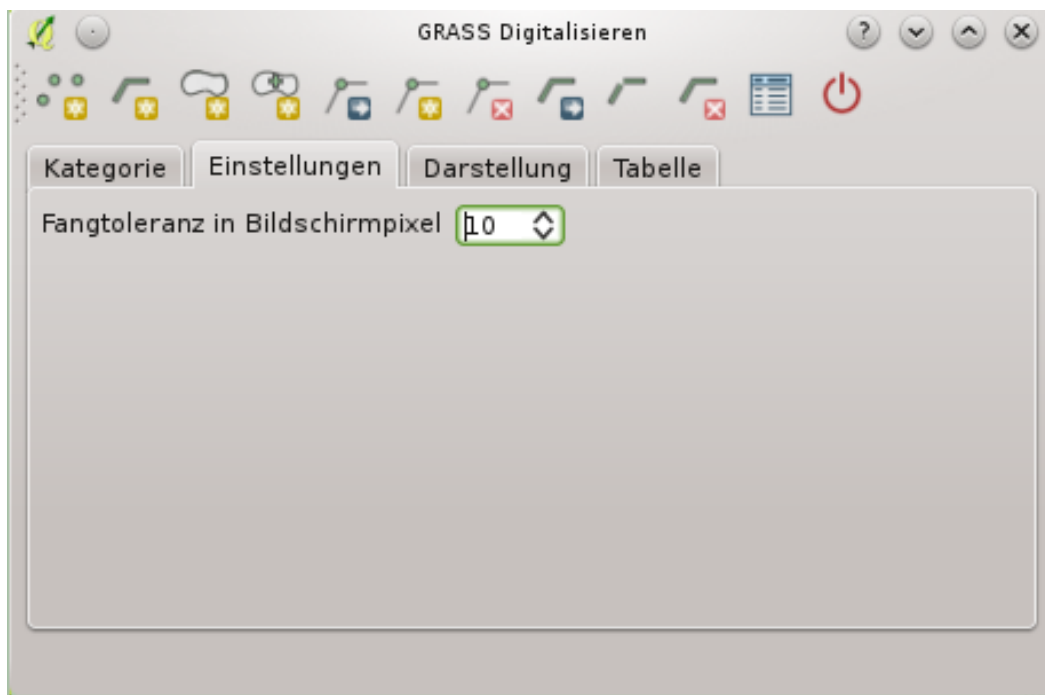 GRASS Digitalisieren
Kategorie Einstellungen Darstellung Tabelle
Fangtoleranz in Bildschirmpixel 10